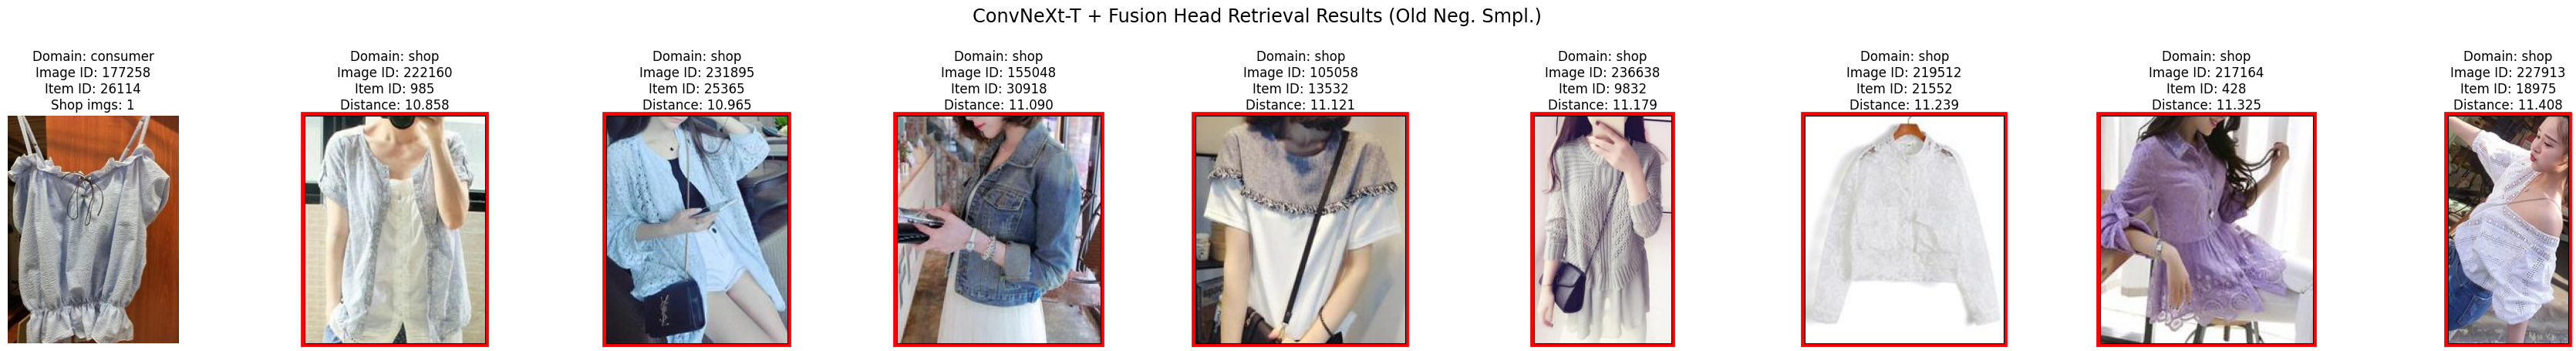 ConvNeXt-T + Fusion Head Retrieval Results (Old Neg. Smpl.)
Domain: consumer
Image ID: 177258
Item ID: 26114
Shop imgs: 1
Domain: shop
Image ID: 222160
Item ID: 985
Distance: 10.858
Domain: shop
Image ID: 231895
Item ID: 25365
Distance: 10.965
Domain: shop
Image ID: 155048
Item ID: 30918
Distance: 11.090
Domain: shop
Image ID: 105058
Item ID: 13532
Distance: 11.121
Domain: shop
Image ID: 236638
Item ID: 9832
Distance: 11.179
Domain: shop
Image ID: 219512
Item ID: 21552
Distance: 11.239
Domain: shop
Image ID: 217164
Item ID: 428
Distance: 11.325
Domain: shop
Image ID: 227913
Item ID: 18975
Distance: 11.408